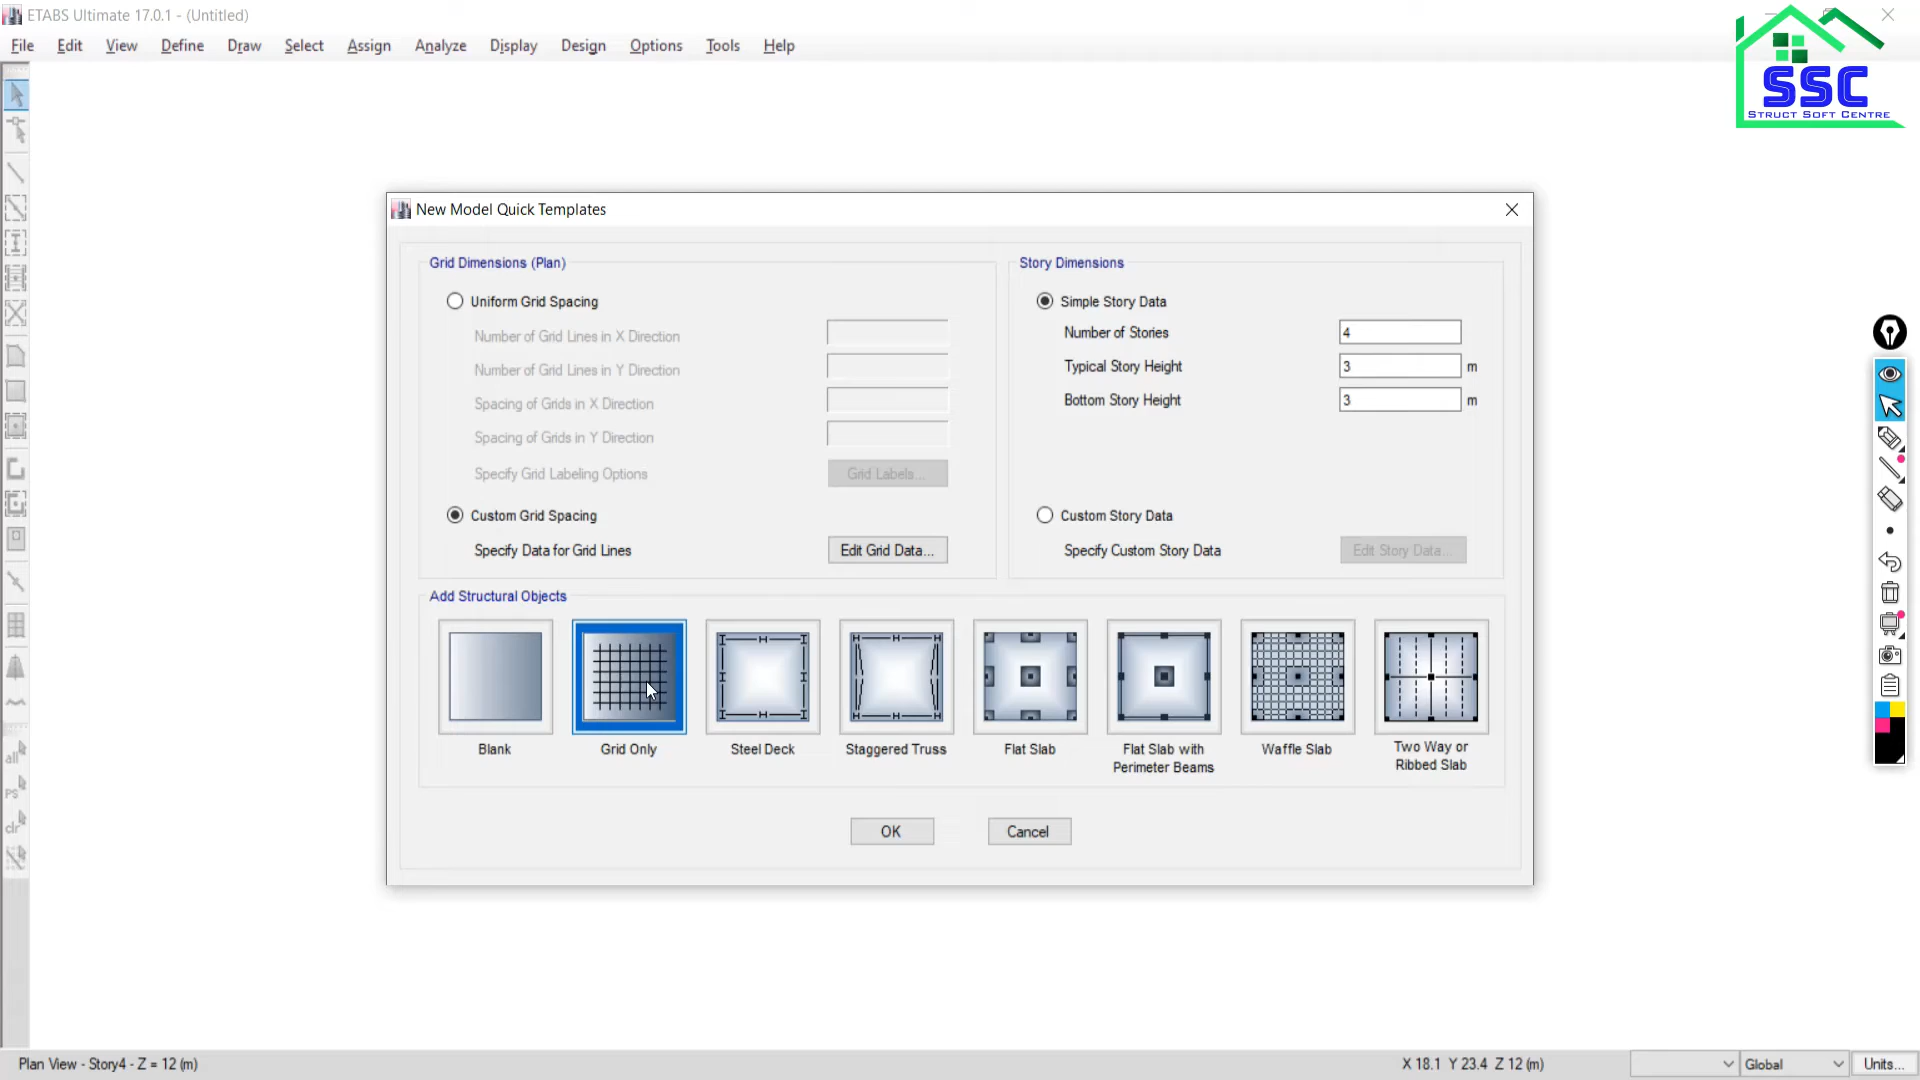 ETABS Ultimate 17.0.1 - (Untitled)
File Edit View Define Draw Select Assign Analyze Display Design Options Tools Help
SSC
STRUCT SOFT CENTRE
New Model Quick Templates
Grid Dimensions (Plan)
Uniform Grid Spacing
Number of Grid Lines in X Direction
Number of Grid Lines in Y Direction
Spacing of Grids in X Direction
Spacing of Grids in Y Direction
Specify Grid Labeling Options Grid Labels...
Custom Grid Spacing
Specify Data for Grid Lines Edit Grid Data...
Story Dimensions
Simple Story Data
Number of Stories 4
Typical Story Height 3 m
Bottom Story Height 3 m
Custom Story Data
Specify Custom Story Data Edit Story Data...
Add Structural Objects
Blank
Grid Only
Steel Deck
Staggered Truss
Flat Slab
Flat Slab with
Perimeter Beams
Waffle Slab
Two Way or
Ribbed Slab
OK Cancel
all
PS
clr
Plan View - Story4 - Z = 12 (m) X 18.1 Y 23.4 Z 12 (m) Global Units...